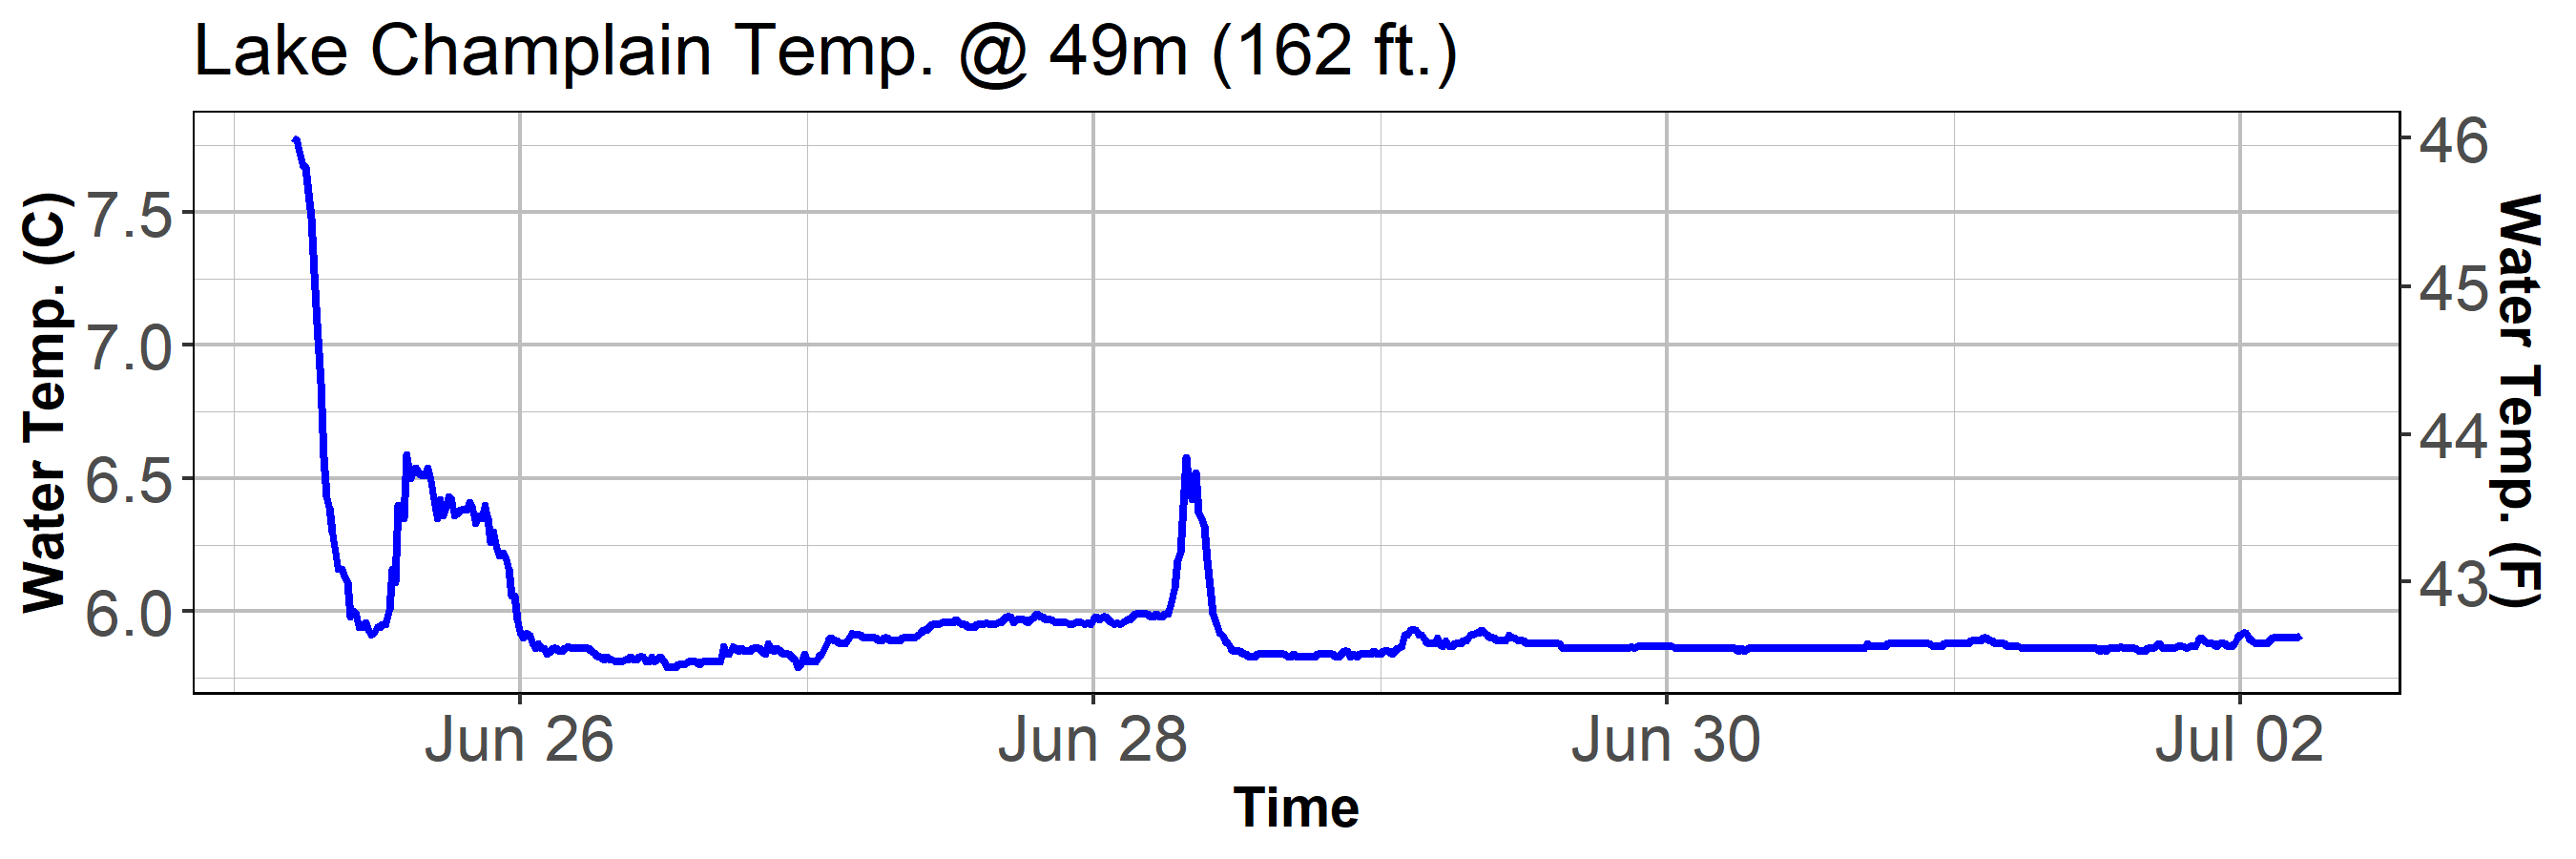 Lake Champlain Temp. @ 49m (162 ft.)
Water Temp. (C)
7.5
7.0
6.5
6.0
46
45
44
43
Water Temp. (F)
Jun 26 Jun 28 Jun 30 Jul 02
Time